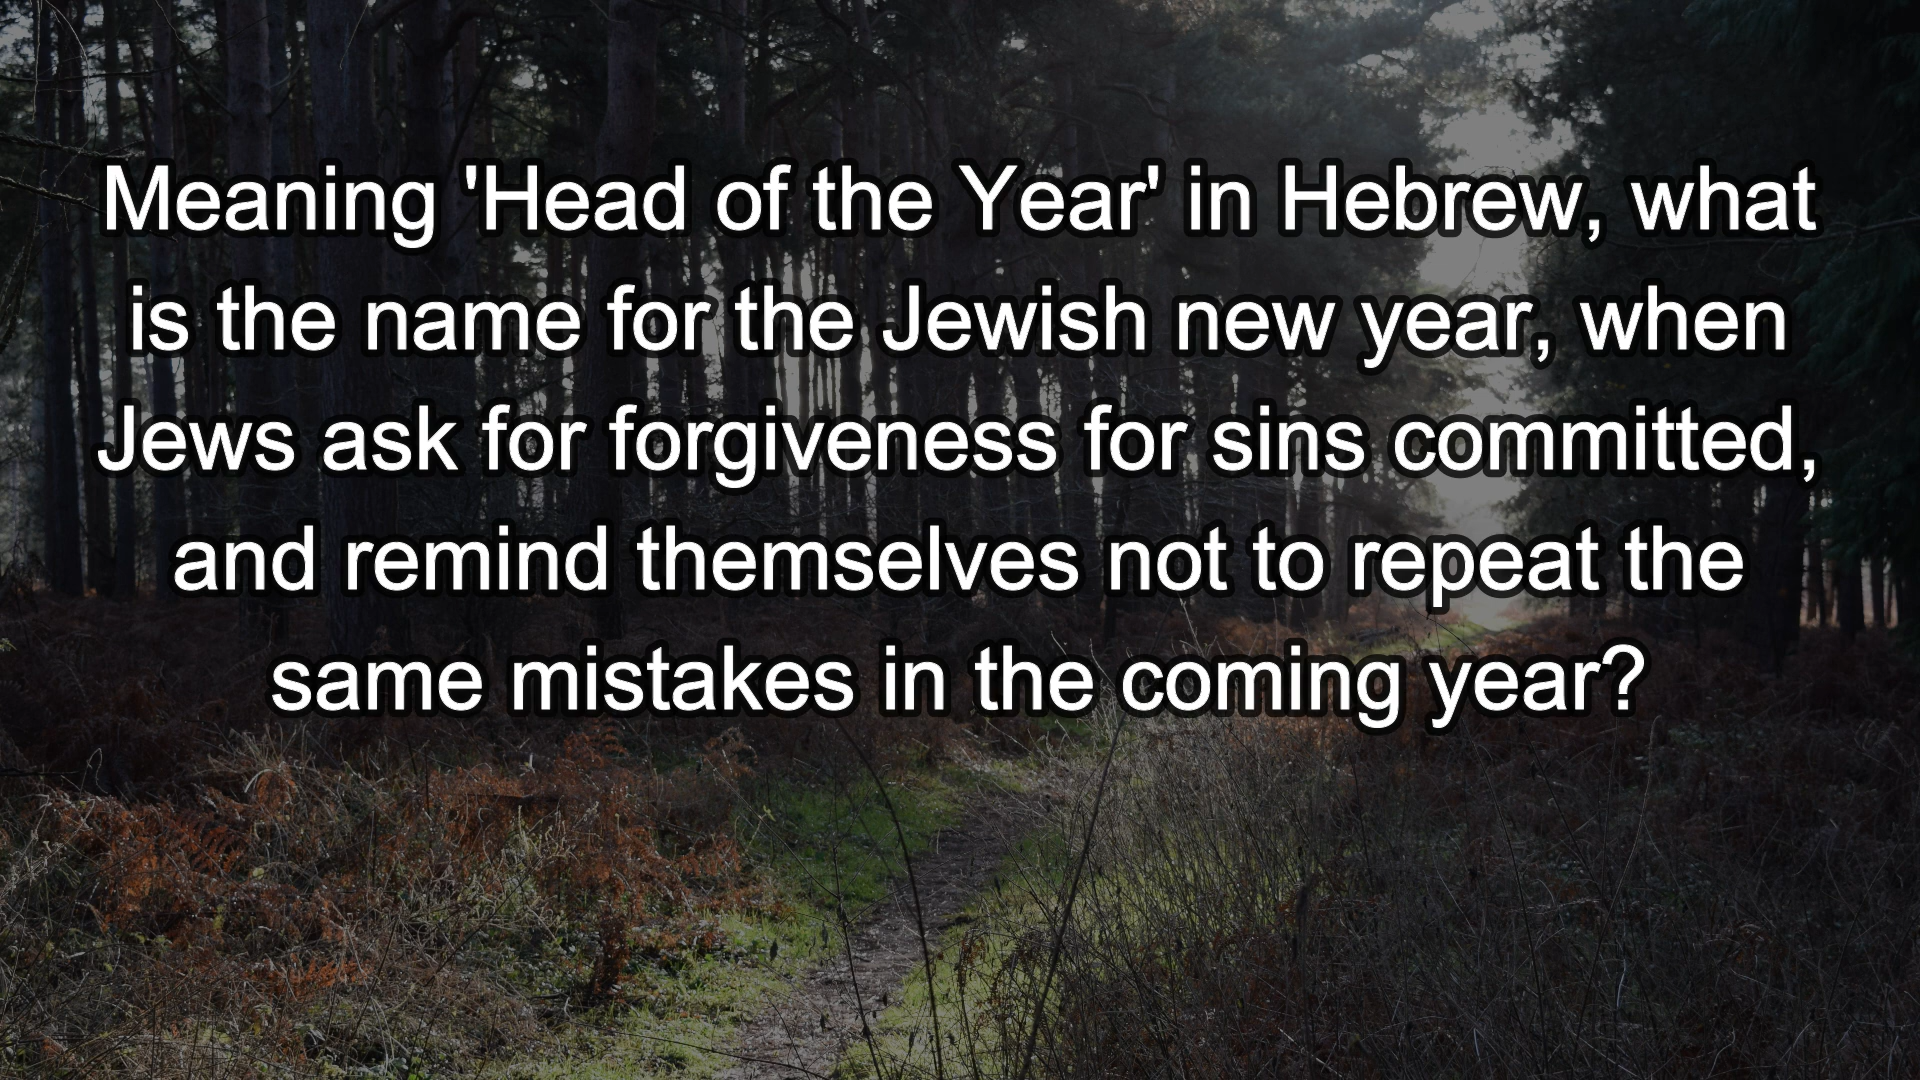 Meaning 'Head of the Year' in Hebrew, what
is the name for the Jewish new year, when
Jews ask for forgiveness for sins committed,
and remind themselves not to repeat the
same mistakes in the coming year?